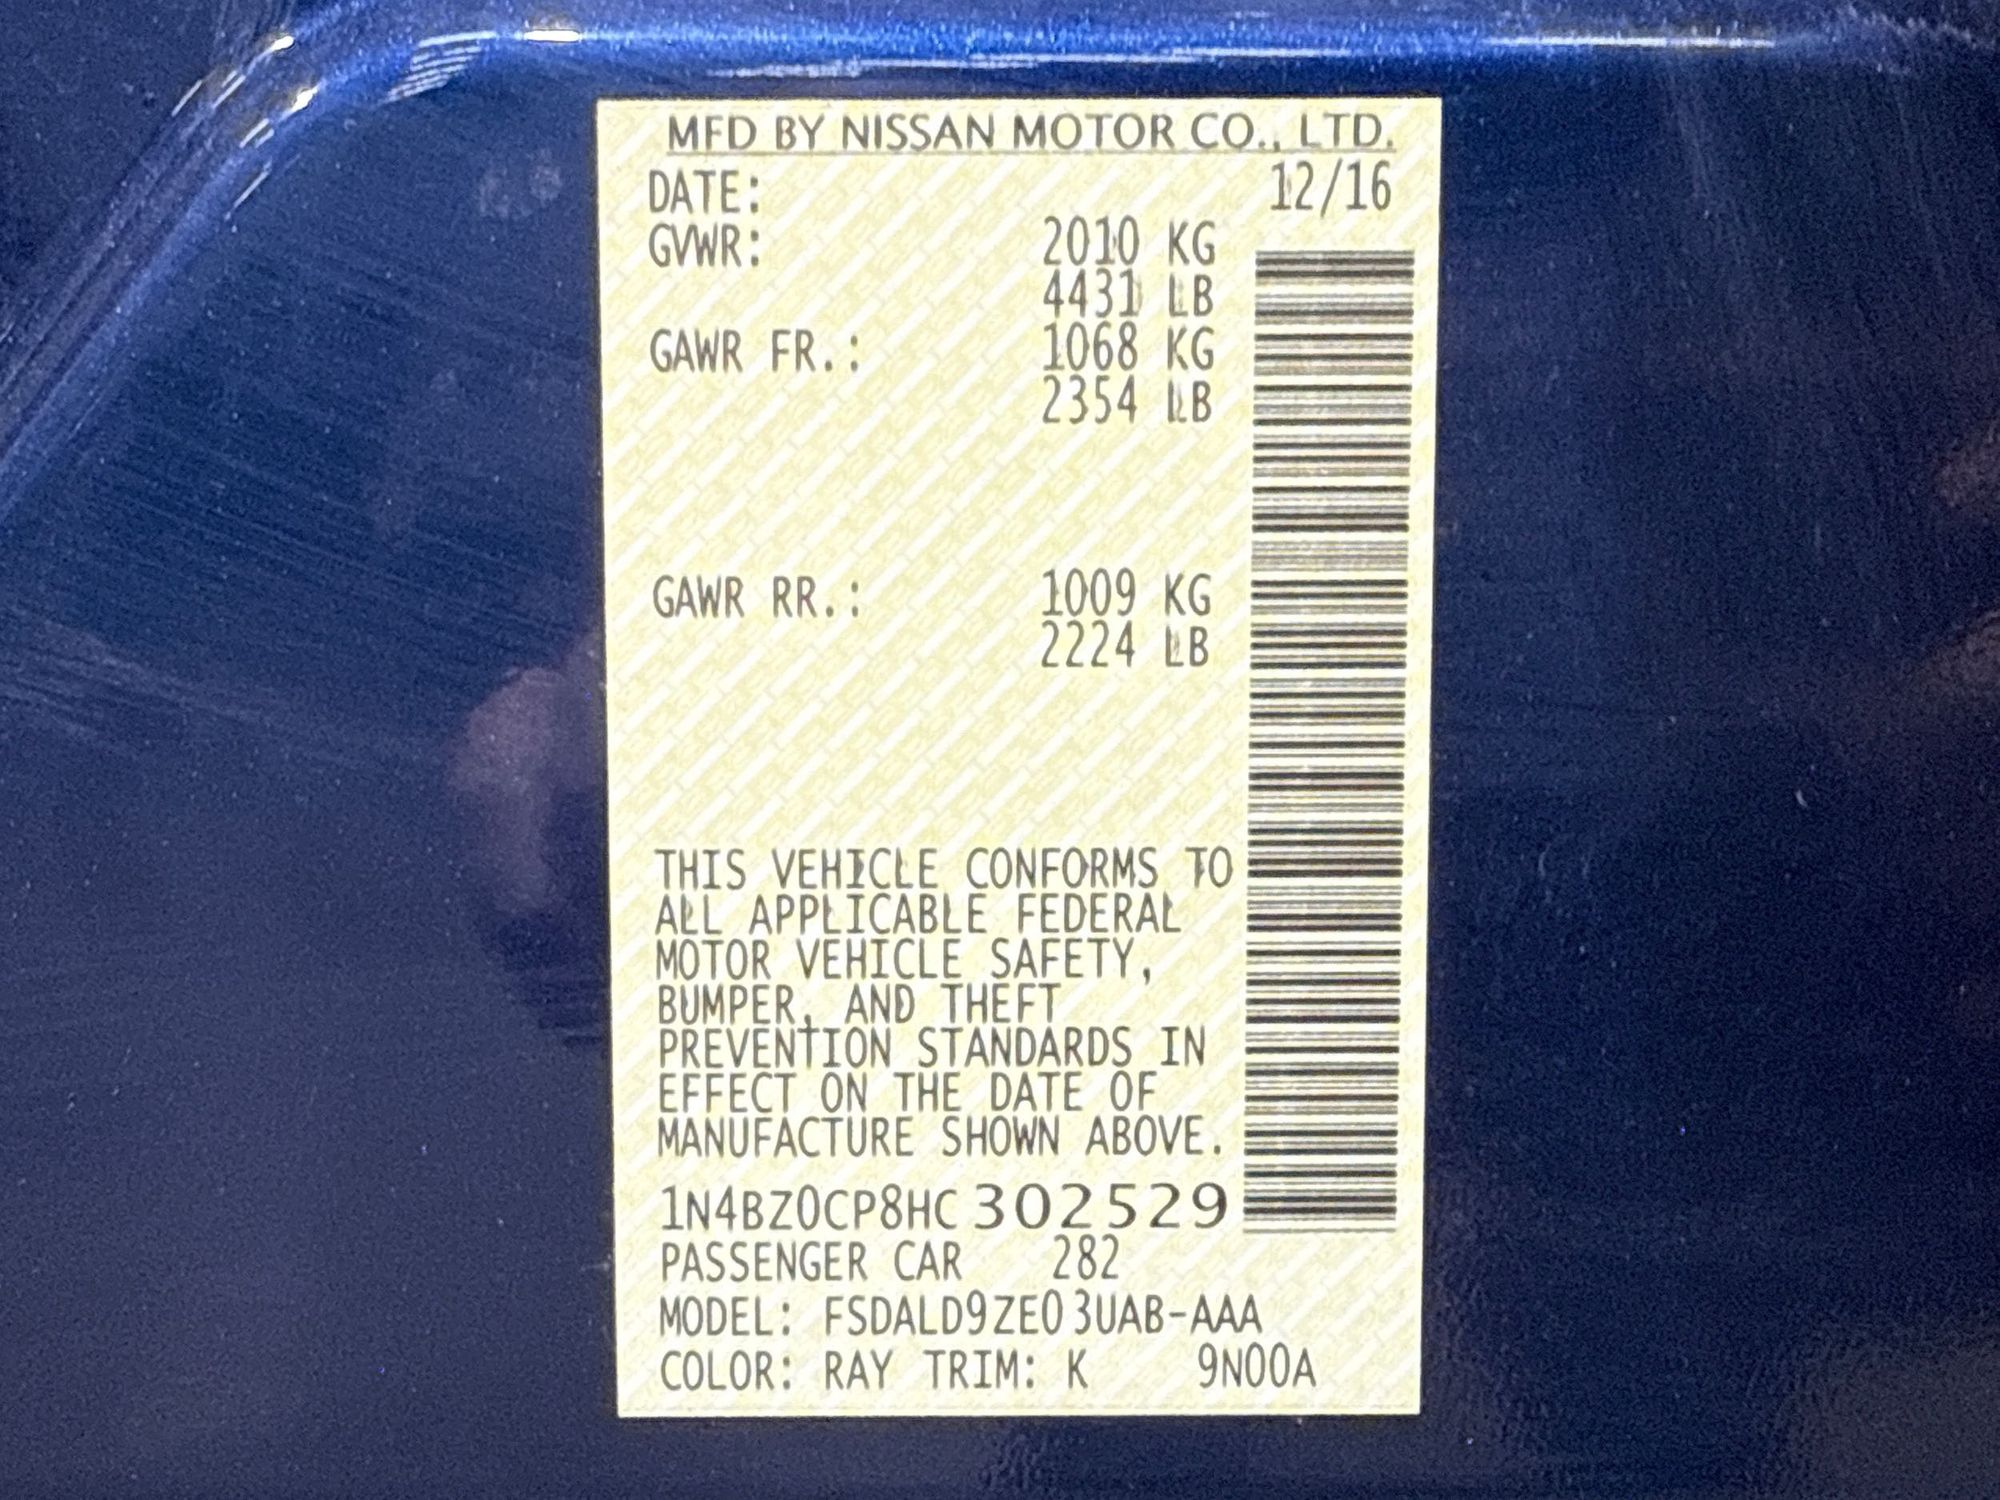 MFD BY NISSAN MOTOR CO., LTD.
DATE: 12/16
GVWR: 2010 KG
4431 LB
GAWR FR.: 1068 KG
2354 LB
GAWR RR.: 1009 KG
2224 LB
THIS VEHICLE CONFORMS TO
ALL APPLICABLE FEDERAL
MOTOR VEHICLE SAFETY,
BUMPER, AND THEFT
PREVENTION STANDARDS IN
EFFECT ON THE DATE OF
MANUFACTURE SHOWN ABOVE.
1N4BZ0CP8HC302529
PASSENGER CAR 282
MODEL: FSDALD9ZE03UAB-AAA
COLOR: RAY TRIM: K 9N00A